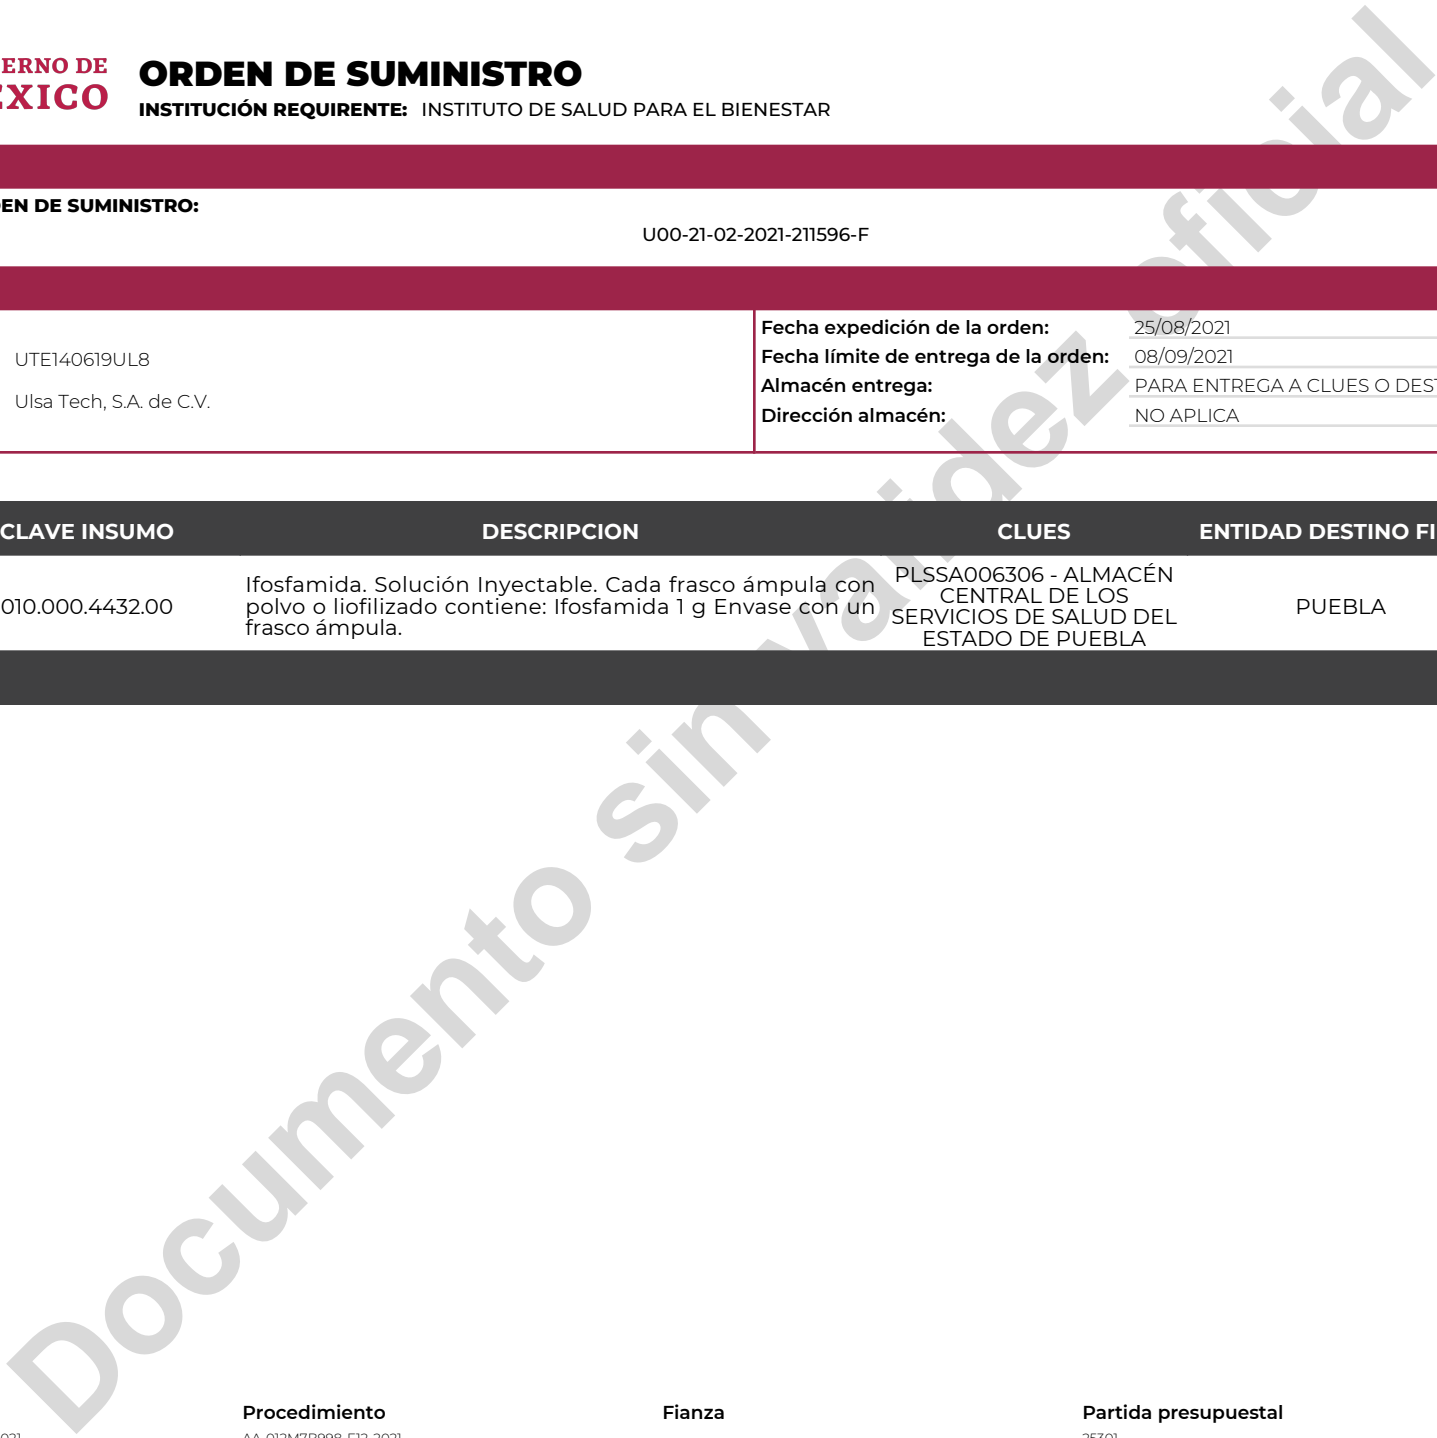 ERNO DE
EXICO
ORDEN DE SUMINISTRO
INSTITUCIÓN REQUIRENTE: INSTITUTO DE SALUD PARA EL BIENESTAR
EN DE SUMINISTRO:
U00-21-02-2021-211596-F
UTE140619UL8
Ulsa Tech, S.A. de C.V.
Fecha expedición de la orden: 25/08/2021
Fecha límite de entrega de la orden: 08/09/2021
Almacén entrega: PARA ENTREGA A CLUES O DEST
Dirección almacén: NO APLICA
CLAVE INSUMO DESCRIPCION CLUES ENTIDAD DESTINO FI
010.000.4432.00
Ifosfamida. Solución Inyectable. Cada frasco ámpula con
polvo o liofilizado contiene: Ifosfamida 1 g Envase con un
frasco ámpula.
PLSSA006306 - ALMACÉN
CENTRAL DE LOS
SERVICIOS DE SALUD DEL
ESTADO DE PUEBLA
PUEBLA
Documento sin validez oficial
Procedimiento Fianza Partida presupuestal